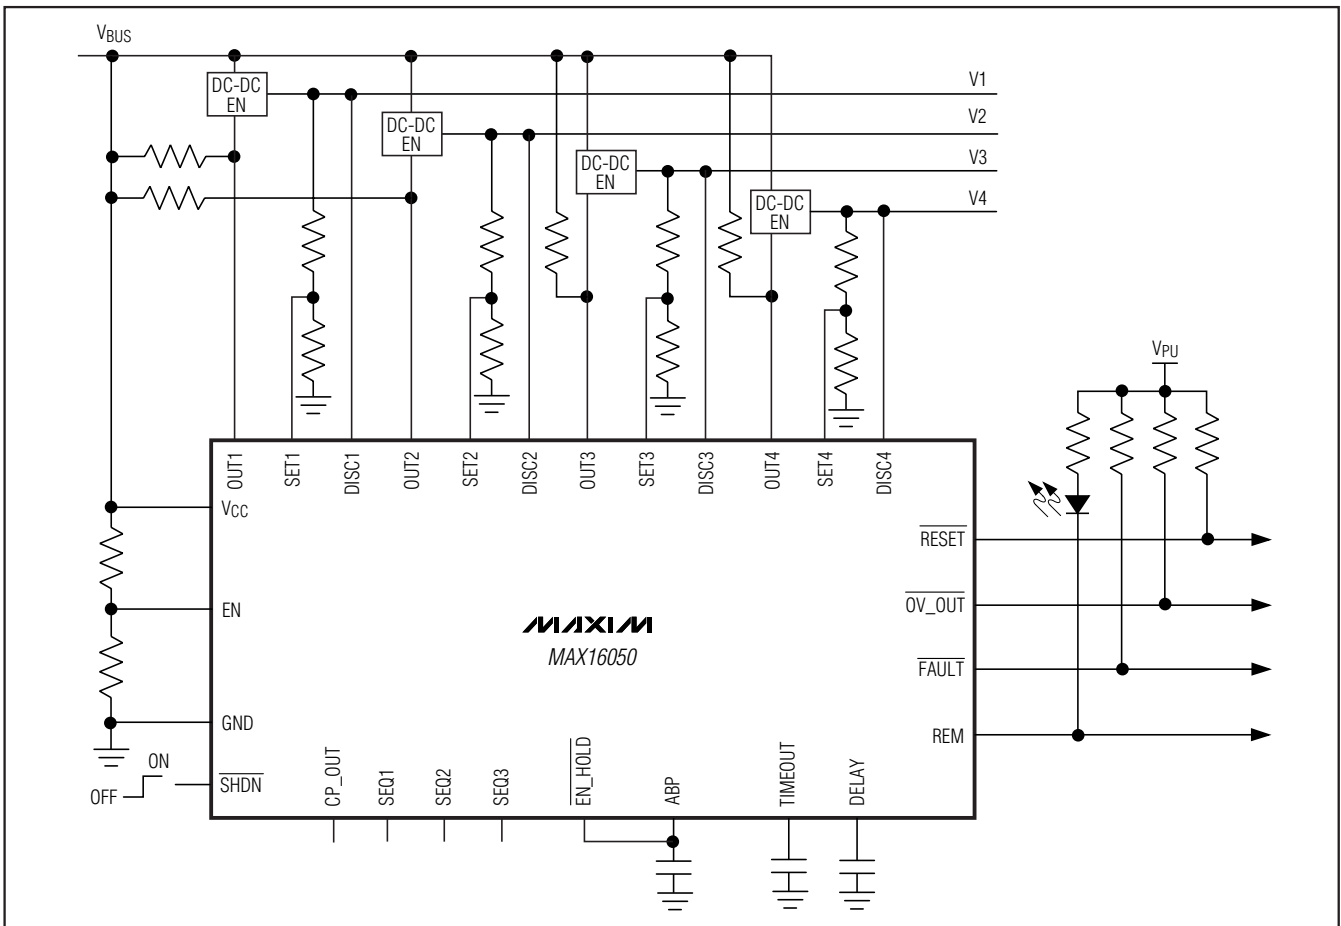 VBUS
DC-DC
EN
V1
DC-DC
EN
V2
DC-DC
EN
V3
DC-DC
EN
V4
VPU
OUT1
SET1
DISC1
OUT2
SET2
DISC2
OUT3
SET3
DISC3
OUT4
SET4
DISC4
VCC
RESET
EN
OV_OUT
MAXIM
MAX16050
FAULT
GND
REM
ON
OFF
SHDN
CP_OUT
SEQ1
SEQ2
SEQ3
EN_HOLD
ABP
TIMEOUT
DELAY